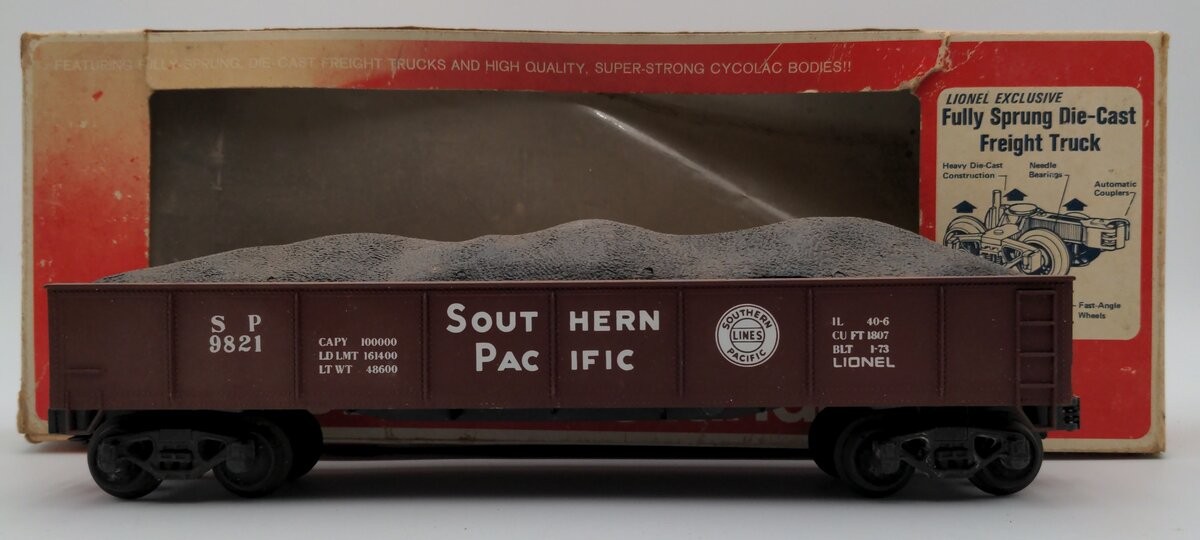 FEATURING FULLY SPRUNG, DIE-CAST FREIGHT TRUCKS AND HIGH QUALITY, SUPER-STRONG CYCOLAC BODIES!!
LIONEL EXCLUSIVE
Fully Sprung Die-Cast
Freight Truck
Heavy Die-Cast
Construction
Needle
Bearings
Automatic
Couplers
Fast-Angle
Wheels
S P
9821
CAPY 100000
LD LMT 161400
LT WT 48600
SOUTHERN
PACIFIC
SOUTHERN
LINES
PACIFIC
IL 40-6
CU FT 1807
BLT 1-73
LIONEL